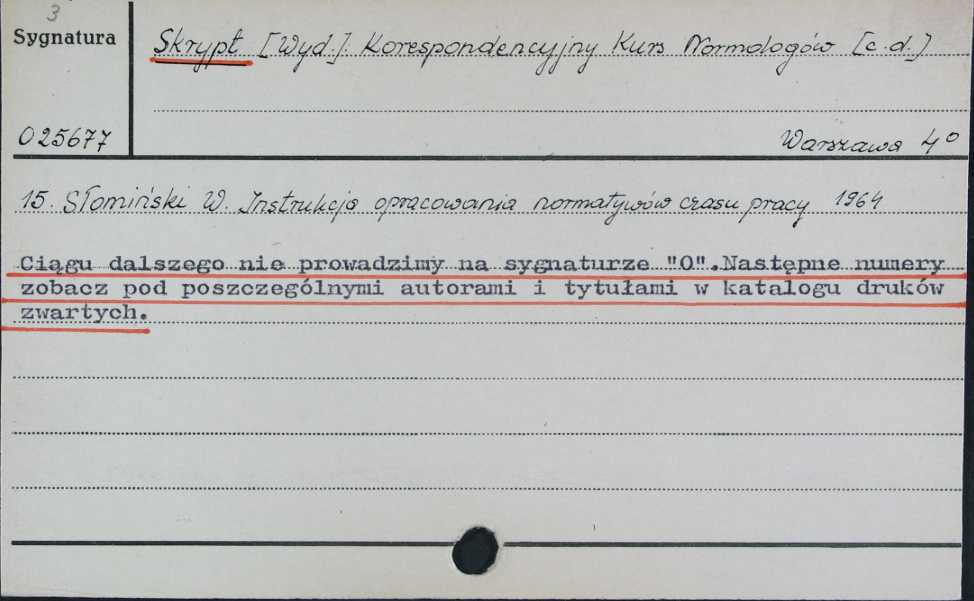 3
Sygnatura
Skrypt [Wyd.]. Korespondencyjny Kurs Normologów [c.d.]
025677
Warszawa 4°
15. Słomiński W. Instrukcja opracowania normatywów czasu pracy 1964
Ciągu dalszego nie prowadzimy na sygnaturze "O".Następne numery
zobacz pod poszczególnymi autorami i tytułami w katalogu druków
zwartych.